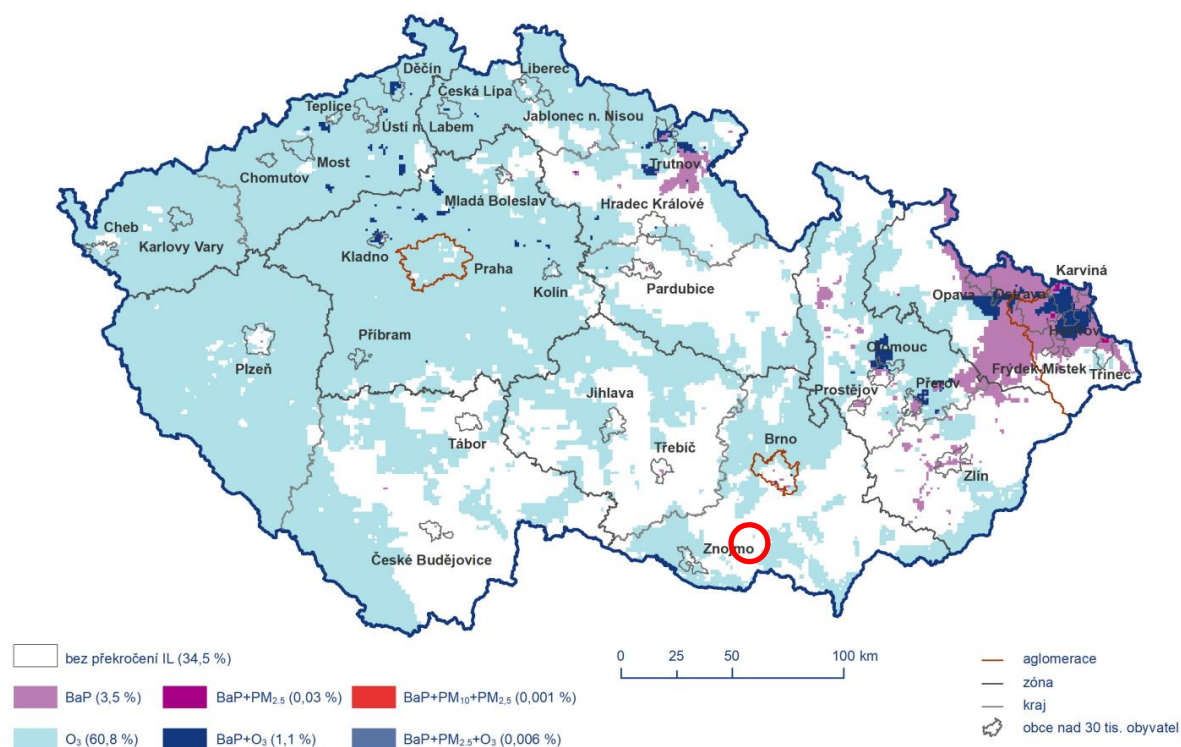 Děčín
Liberec
Teplice
Česká Lípa
Ústí n. Labem
Jablonec n. Nisou
Most
Trutnov
Chomutov
Mladá Boleslav
Hradec Králové
Cheb
Karlovy Vary
Kladno
Praha
Kolín
Pardubice
Karviná
Opava
Ostrava
Havířov
Olomouc
Plzeň
Příbram
Frýdek-Místek
Třinec
Přerov
Prostějov
Jihlava
Tábor
Třebíč
Brno
Zlín
Znojmo
České Budějovice
bez překročení IL (34,5 %)
0 25 50 100 km
BaP (3,5 %) BaP+PM2.5 (0,03 %) BaP+PM10+PM2,5 (0,001 %)
O3 (60,8 %) BaP+O3 (1,1 %) BaP+PM2.5+O3 (0,006 %)
aglomerace
zóna
kraj
obce nad 30 tis. obyvatel